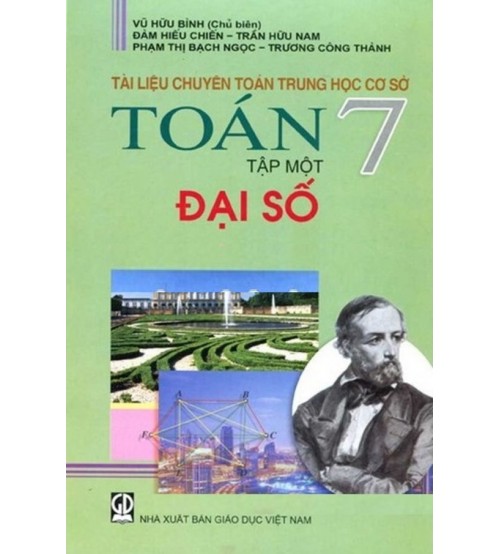 VŨ HỮU BÌNH (Chủ biên)
ĐÀM HIẾU CHIẾN – TRẦN HỮU NAM
PHẠM THỊ BẠCH NGỌC – TRƯƠNG CÔNG THÀNH
TÀI LIỆU CHUYÊN TOÁN TRUNG HỌC CƠ SỞ
TOÁN 7
TẬP MỘT
ĐẠI SỐ
A B
F C
NHÀ XUẤT BẢN GIÁO DỤC VIỆT NAM